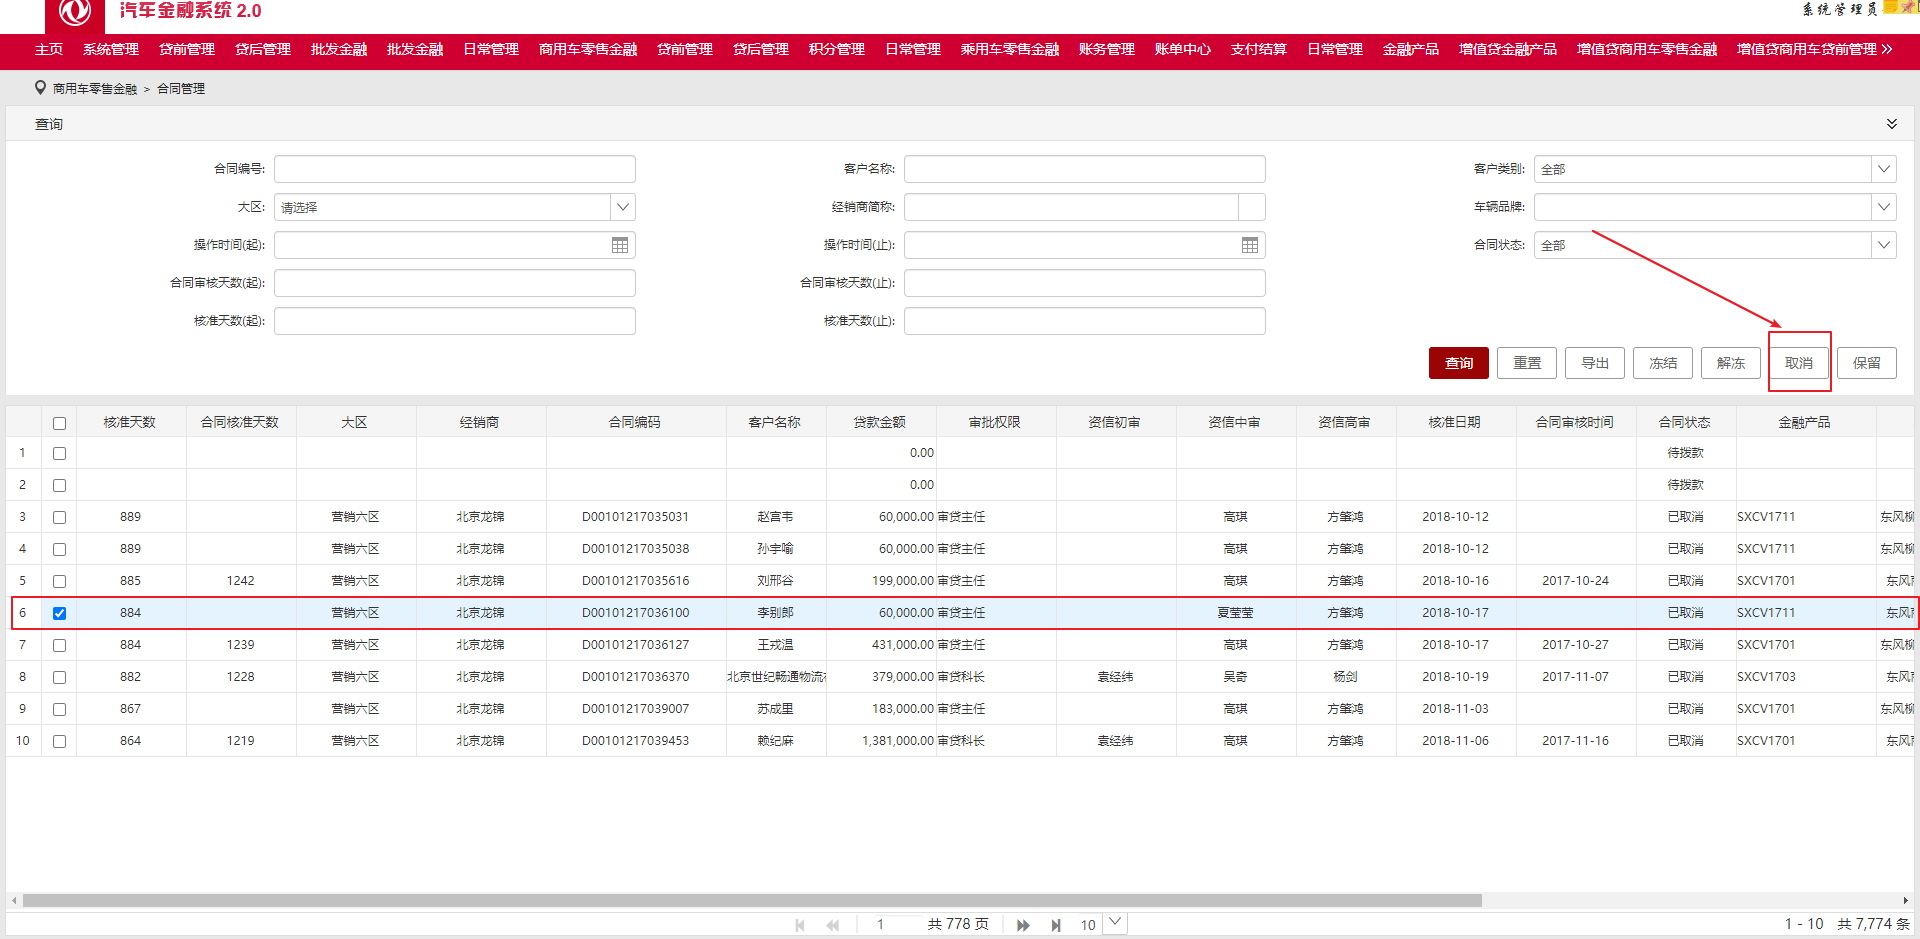 汽车金融系统 2.0
系统管理员
主页 系统管理 贷前管理 贷后管理 批发金融 批发金融 日常管理 商用车零售金融 贷前管理 贷后管理 积分管理 日常管理 乘用车零售金融 账务管理 账单中心 支付结算 日常管理 金融产品 增值贷金融产品 增值贷商用车零售金融 增值贷商用车贷前管理
商用车零售金融 > 合同管理
查询
合同编号: 客户名称: 客户类别: 全部
大区: 请选择 经销商简称: 车辆品牌:
操作时间(起): 操作时间(止): 合同状态: 全部
合同审核天数(起): 合同审核天数(止):
核准天数(起): 核准天数(止):
查询 重置 导出 冻结 解冻 取消 保留
核准天数 合同核准天数 大区 经销商 合同编码 客户名称 贷款金额 审批权限 资信初审 资信中审 资信高审 核准日期 合同审核时间 合同状态 金融产品
1 0.00 待拨款
2 0.00 待拨款
3 889 营销六区 北京龙锦 D00101217035031 赵宫韦 60,000.00 审贷主任 高琪 方肇鸿 2018-10-12 已取消 SXCV1711 东风柳
4 889 营销六区 北京龙锦 D00101217035038 孙宇喻 60,000.00 审贷主任 高琪 方肇鸿 2018-10-12 已取消 SXCV1711 东风柳
5 885 1242 营销六区 北京龙锦 D00101217035616 刘邢谷 199,000.00 审贷主任 高琪 方肇鸿 2018-10-16 2017-10-24 已取消 SXCV1701 东风
6 884 营销六区 北京龙锦 D00101217036100 李别郎 60,000.00 审贷主任 夏莹莹 方肇鸿 2018-10-17 已取消 SXCV1711 东风
7 884 1239 营销六区 北京龙锦 D00101217036127 王戎温 431,000.00 审贷主任 高琪 方肇鸿 2018-10-17 2017-10-27 已取消 SXCV1701 东风柳
8 882 1228 营销六区 北京龙锦 D00101217036370 北京世纪畅通物流 379,000.00 审贷科长 袁经纬 吴奇 杨剑 2018-10-19 2017-11-07 已取消 SXCV1703 东风
9 867 营销六区 北京龙锦 D00101217039007 苏成里 183,000.00 审贷主任 高琪 方肇鸿 2018-11-03 已取消 SXCV1701 东风柳
10 864 1219 营销六区 北京龙锦 D00101217039453 赖纪麻 1,381,000.00 审贷科长 袁经纬 高琪 方肇鸿 2018-11-06 2017-11-16 已取消 SXCV1701 东风
1 共 778 页 10 1 - 10 共 7,774 条